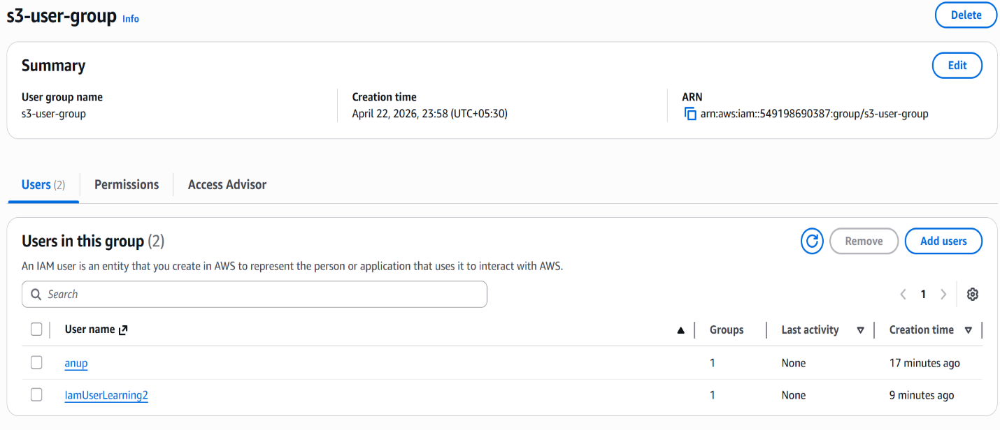 s3-user-group Info Delete
Summary Edit
User group name Creation time ARN
s3-user-group April 22, 2026, 23:58 (UTC+05:30) arn:aws:iam::549198690387:group/s3-user-group
Users (2) Permissions Access Advisor
Users in this group (2) Remove Add users
An IAM user is an entity that you create in AWS to represent the person or application that uses it to interact with AWS.
Search 1
User name Groups Last activity Creation time
anup 1 None 17 minutes ago
IamUserLearning2 1 None 9 minutes ago